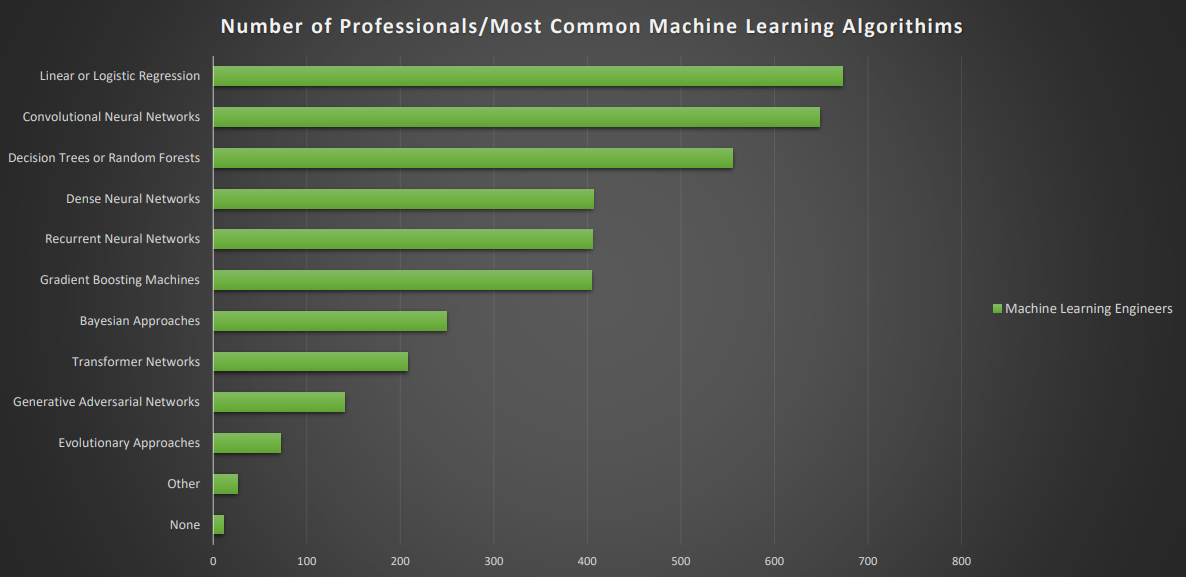 Number of Professionals/Most Common Machine Learning Algorithims
Linear or Logistic Regression
Convolutional Neural Networks
Decision Trees or Random Forests
Dense Neural Networks
Recurrent Neural Networks
Gradient Boosting Machines
Bayesian Approaches
Transformer Networks
Generative Adversarial Networks
Evolutionary Approaches
Other
None
0 100 200 300 400 500 600 700 800
Machine Learning Engineers